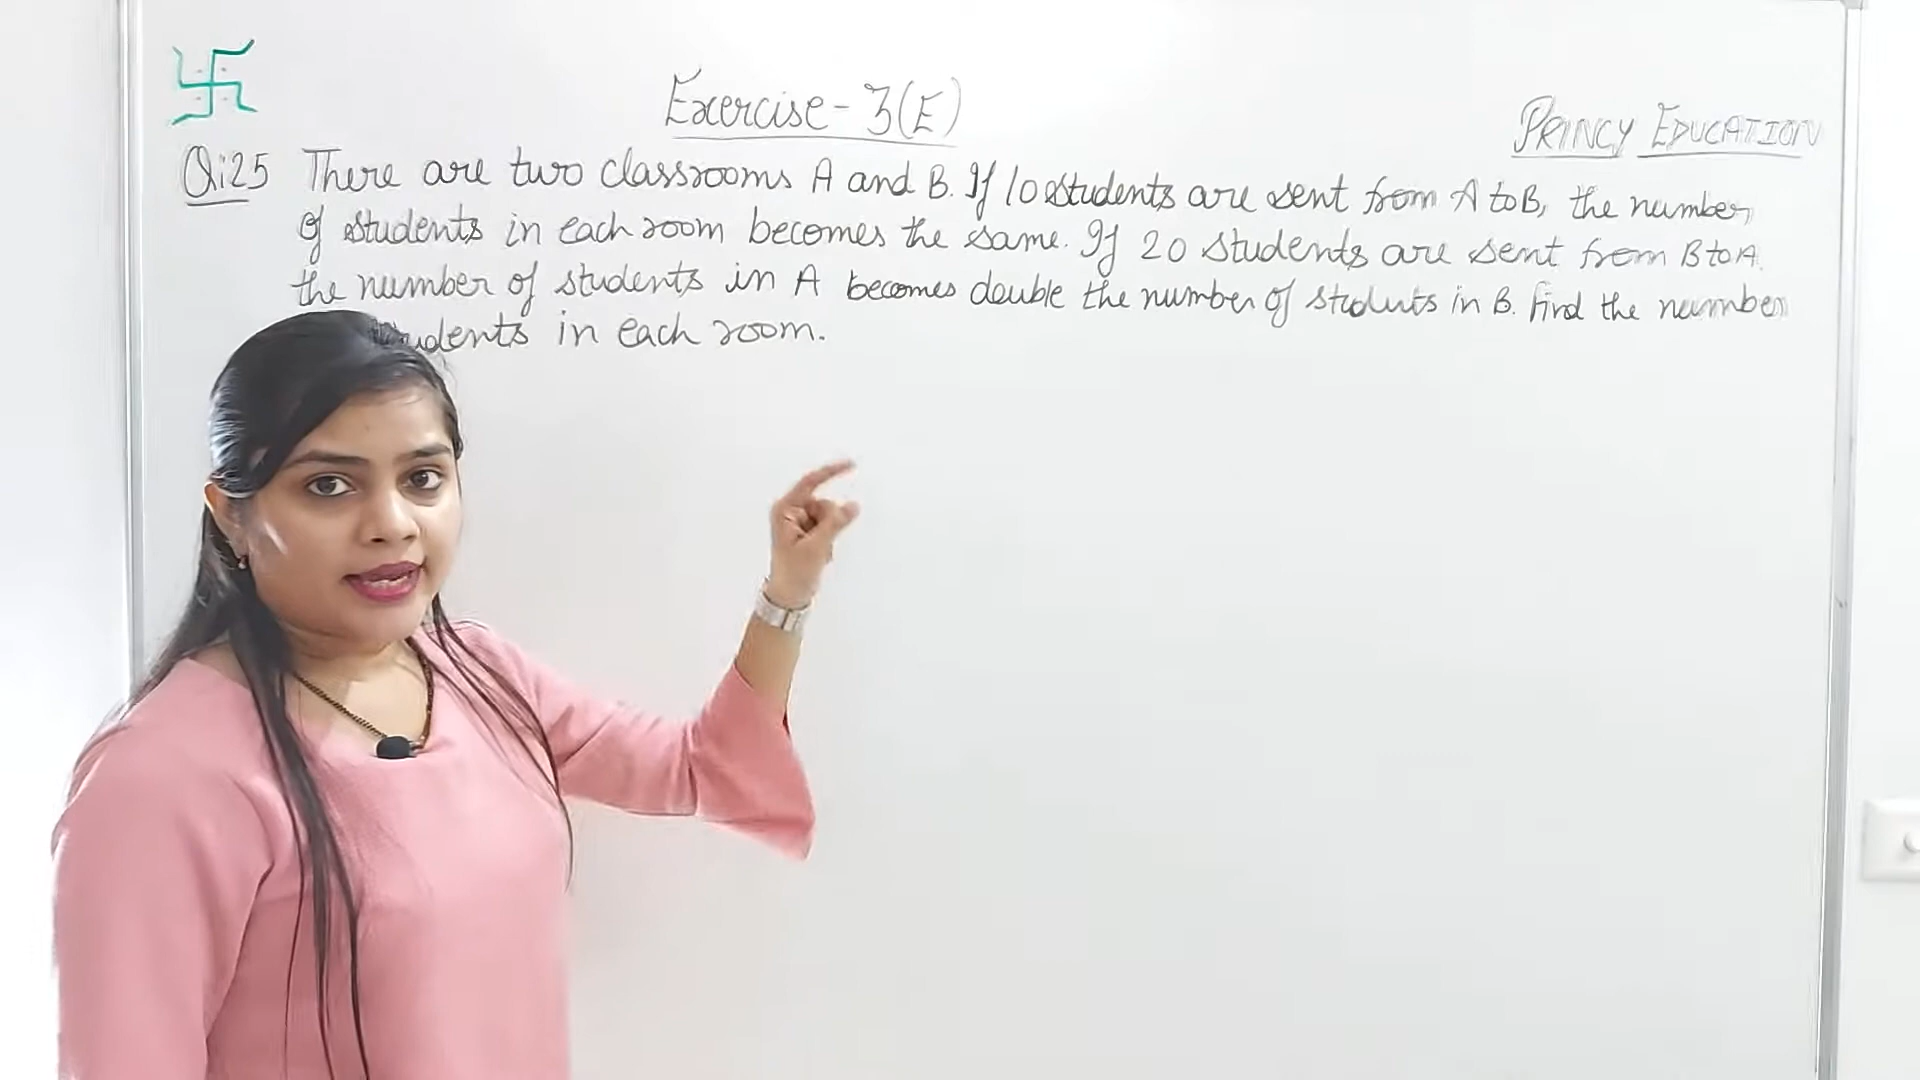 Exercise - 3(E)
PRINCY EDUCATION
Q:25 There are two classrooms A and B. If 10 students are sent from A to B, the number
of students in each room becomes the same. If 20 students are sent from B to A.
the number of students in A becomes double the number of students in B. Find the number
udents in each room.